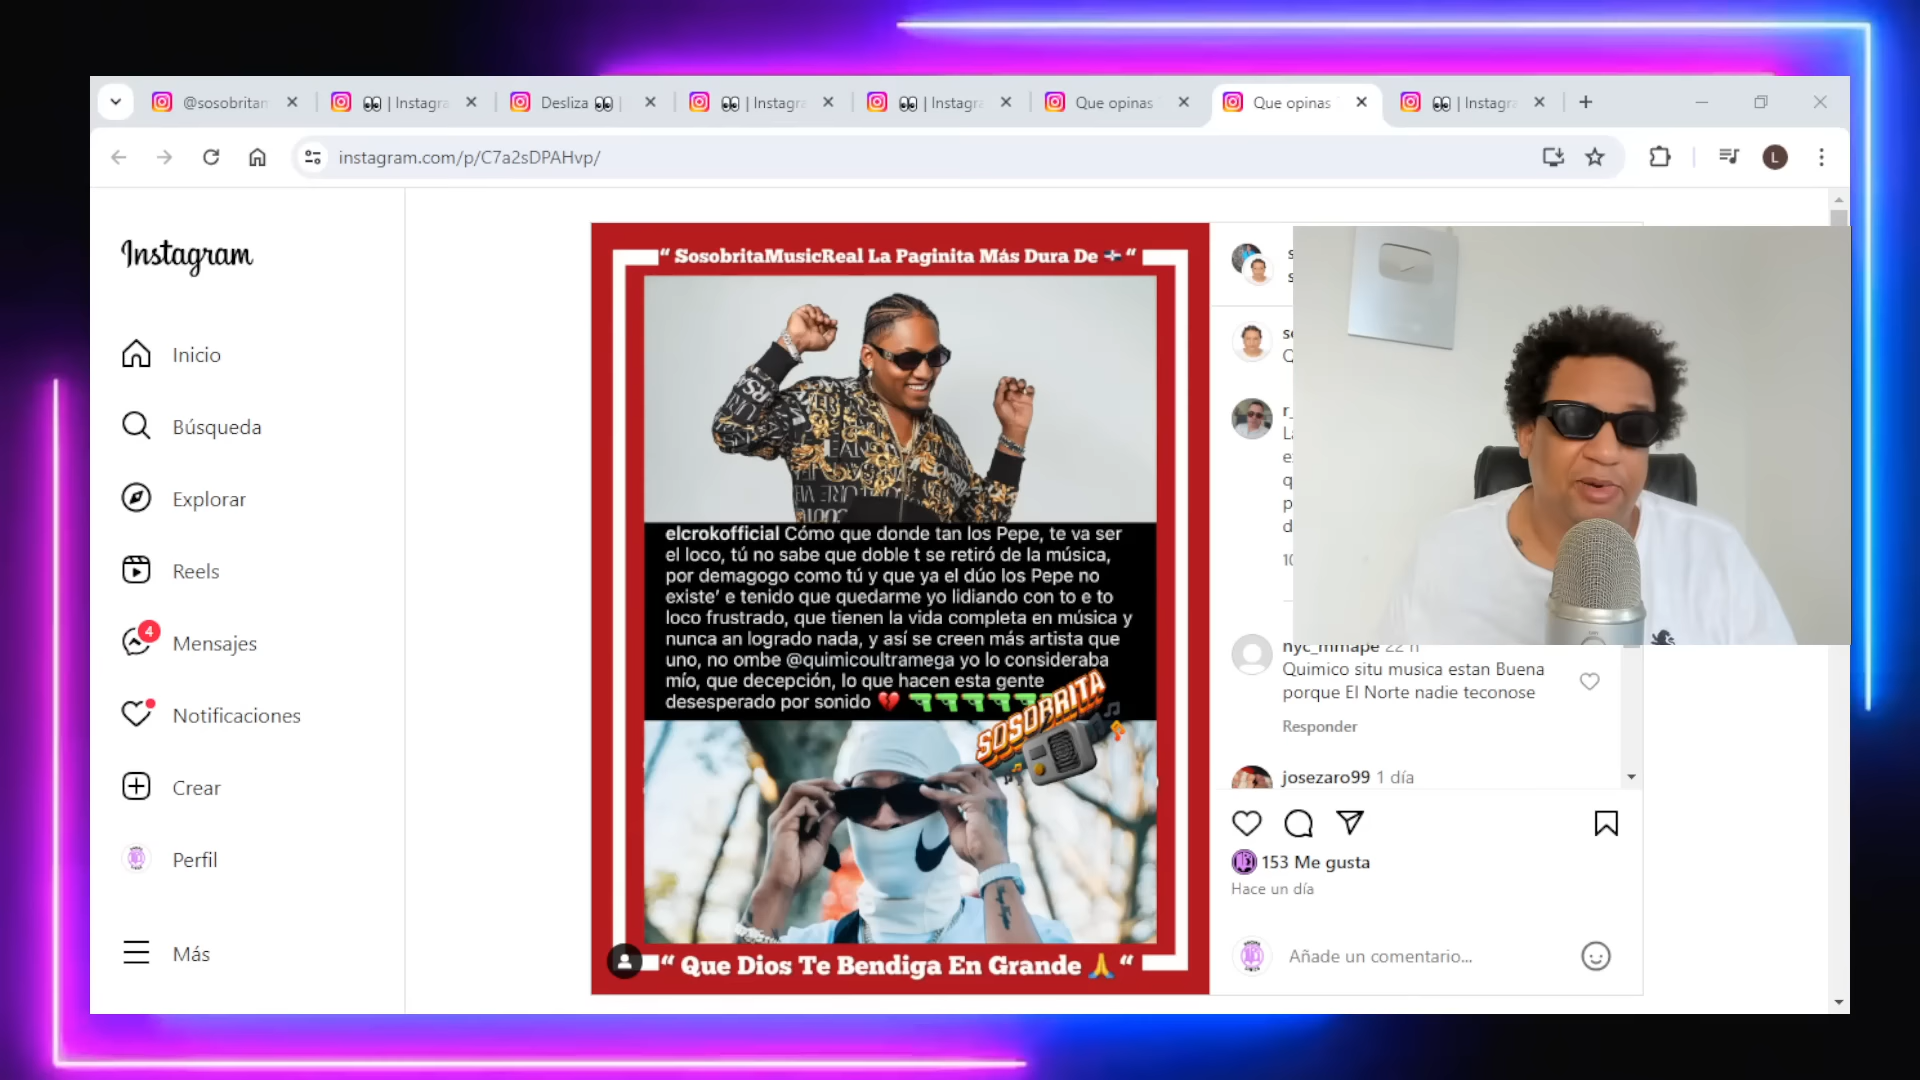 @sosobritam
👀 | Instagra
Desliza 👀 |
👀 | Instagra
👀 | Instagra
Que opinas
Que opinas
👀 | Instagra
instagram.com/p/C7a2sDPAHvp/
L
Instagram
Inicio
Búsqueda
Explorar
Reels
4
Mensajes
Notificaciones
Crear
Perfil
Más
“ SosobritaMusicReal La Paginita Más Dura De 🇩🇴 “
elcrokofficial Cómo que donde tan los Pepe, te va ser
el loco, tú no sabe que doble t se retiró de la música,
por demagogo como tú y que ya el dúo los Pepe no
existe’ e tenido que quedarme yo lidiando con to e to
loco frustrado, que tienen la vida completa en música y
nunca an logrado nada, y así se creen más artista que
uno, no ombe @quimicoultramega yo lo consideraba
mío, que decepción, lo que hacen esta gente
desesperado por sonido 💔 🔫🔫🔫🔫🔫
SOSOBRITA
“ Que Dios Te Bendiga En Grande 🙏 “
nyc_mmape 22 h
Quimico situ musica estan Buena
porque El Norte nadie teconose
Responder
josezaro99 1 día
153 Me gusta
Hace un día
Añade un comentario...